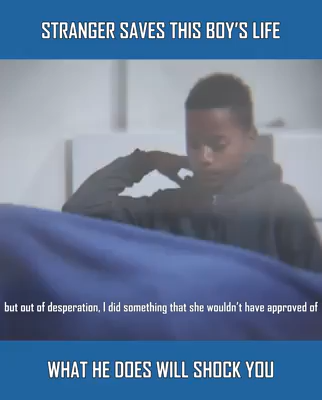 STRANGER SAVES THIS BOY'S LIFE
but out of desperation, I did something that she wouldn't have approved of
WHAT HE DOES WILL SHOCK YOU